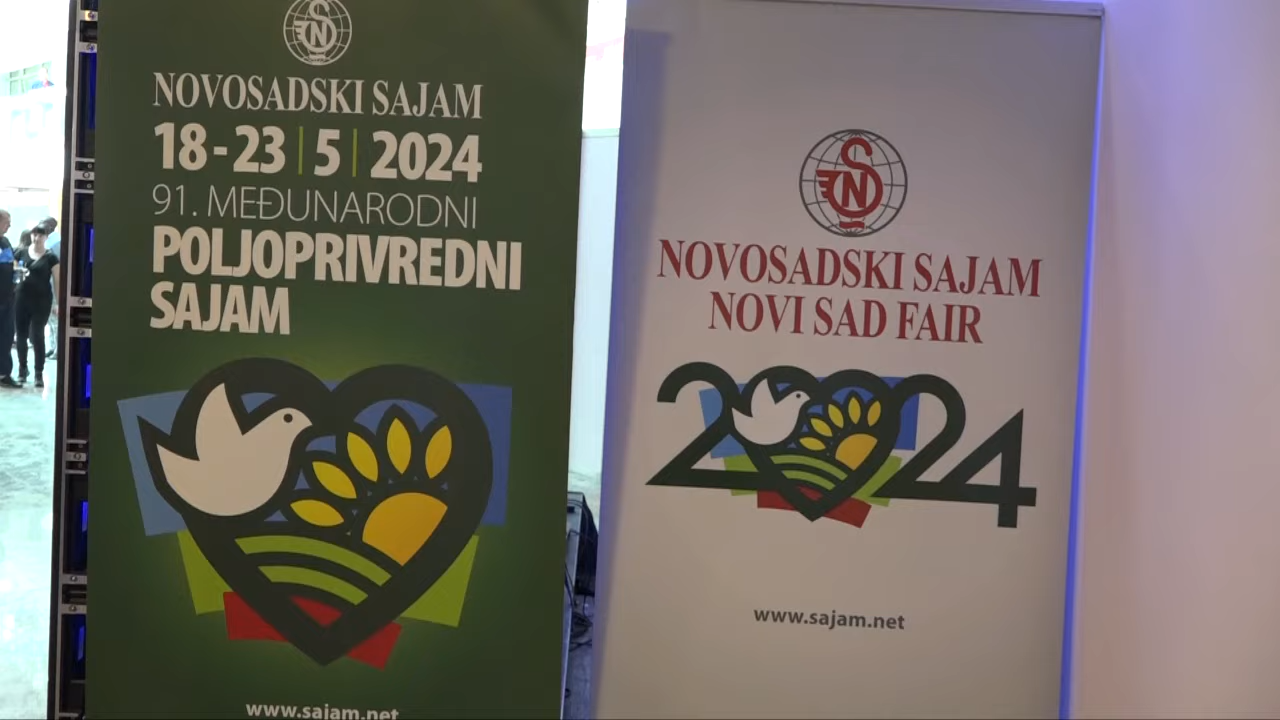 NOVOSADSKI SAJAM
18-23 | 5 | 2024
91. MEĐUNARODNI
POLJOPRIVREDNI
SAJAM
www.sajam.net
NOVOSADSKI SAJAM
NOVI SAD FAIR
2024
www.sajam.net